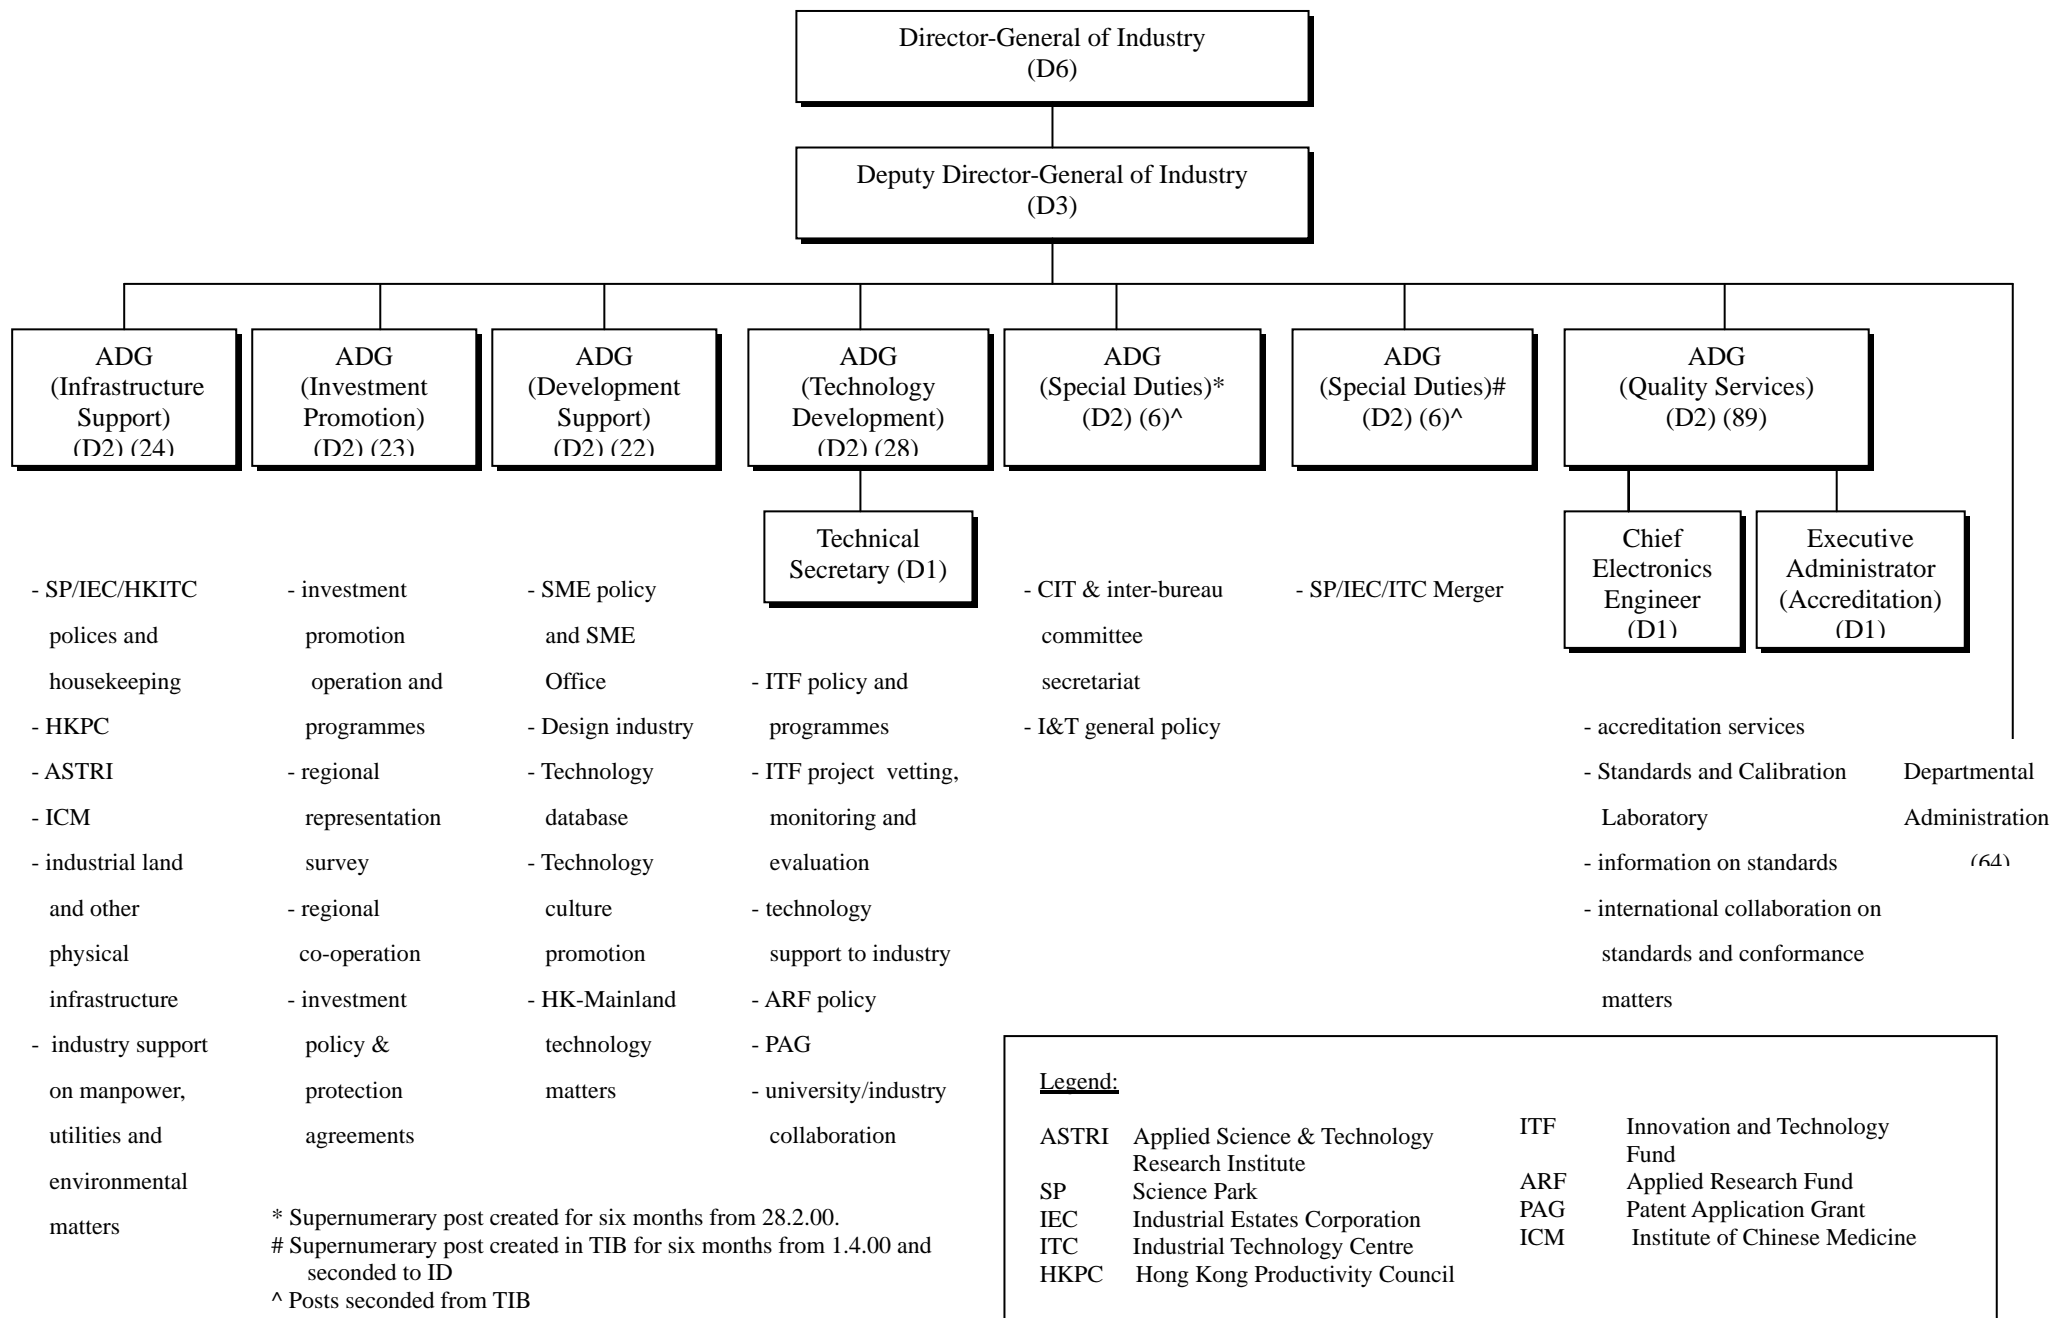 Director-General of Industry
(D6)
Deputy Director-General of Industry
(D3)
ADG
(Infrastructure
Support)
(D2) (24)
ADG
(Investment
Promotion)
(D2) (23)
ADG
(Development
Support)
(D2) (22)
ADG
(Technology
Development)
(D2) (28)
ADG
(Special Duties)*
(D2) (6)^
ADG
(Special Duties)#
(D2) (6)^
ADG
(Quality Services)
(D2) (89)
Technical
Secretary (D1)
Chief
Electronics
Engineer
(D1)
Executive
Administrator
(Accreditation)
(D1)
- SP/IEC/HKITC
polices and
housekeeping
- HKPC
- ASTRI
- ICM
- industrial land
and other
physical
infrastructure
- industry support
on manpower,
utilities and
environmental
matters
- investment
promotion
operation and
programmes
- regional
representation
survey
- regional
co-operation
- investment
policy &
protection
agreements
- SME policy
and SME
Office
- Design industry
- Technology
database
- Technology
culture
promotion
- HK-Mainland
technology
matters
- ITF policy and
programmes
- ITF project vetting,
monitoring and
evaluation
- technology
support to industry
- ARF policy
- PAG
- university/industry
collaboration
- CIT & inter-bureau
committee
secretariat
- I&T general policy
- SP/IEC/ITC Merger
- accreditation services
- Standards and Calibration
Laboratory
- information on standards
- international collaboration on
standards and conformance
matters
Departmental
Administration
(64)
* Supernumerary post created for six months from 28.2.00.
# Supernumerary post created in TIB for six months from 1.4.00 and
seconded to ID
^ Posts seconded from TIB
Legend:
ASTRI Applied Science & Technology
Research Institute
SP Science Park
IEC Industrial Estates Corporation
ITC Industrial Technology Centre
HKPC Hong Kong Productivity Council
ITF Innovation and Technology
Fund
ARF Applied Research Fund
PAG Patent Application Grant
ICM Institute of Chinese Medicine